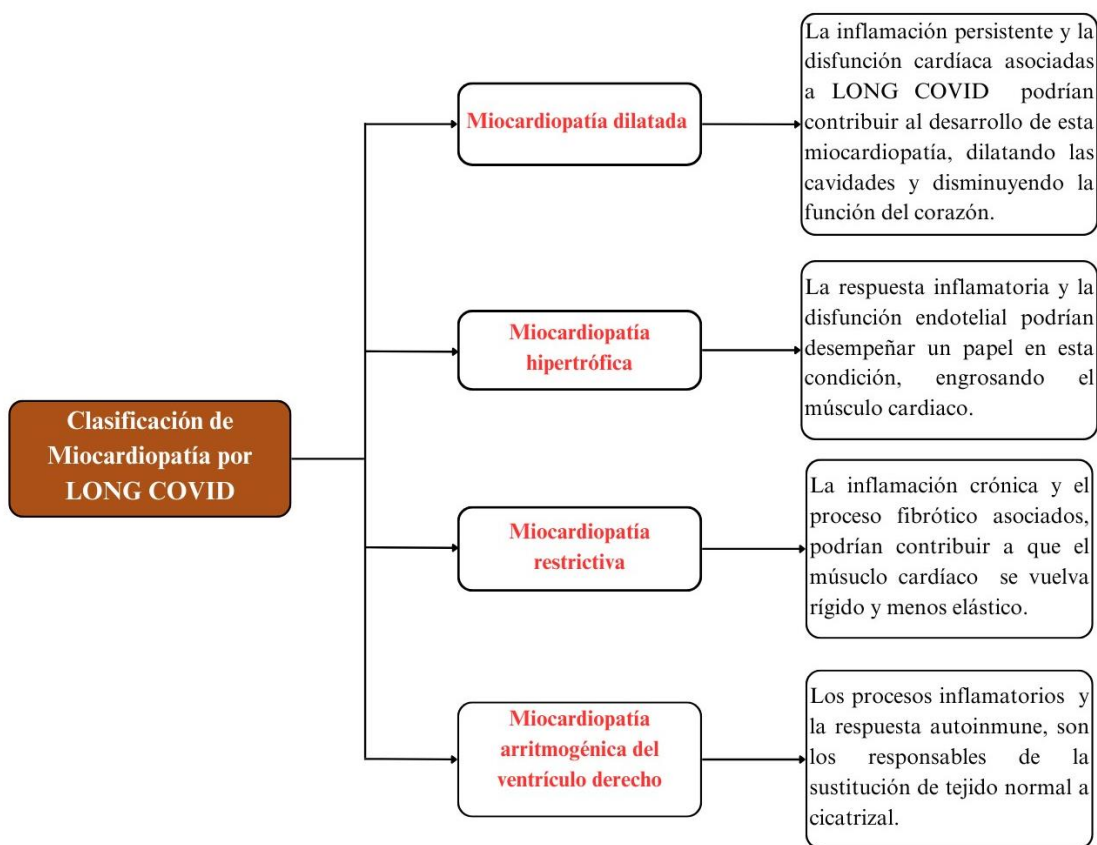 Clasificación de
Miocardiopatía por
LONG COVID
Miocardiopatía dilatada
La inflamación persistente y la
disfunción cardíaca asociadas
a LONG COVID podrían
contribuir al desarrollo de esta
miocardiopatía, dilatando las
cavidades y disminuyendo la
función del corazón.
Miocardiopatía
hipertrófica
La respuesta inflamatoria y la
disfunción endotelial podrían
desempeñar un papel en esta
condición, engrosando el
músculo cardiaco.
Miocardiopatía
restrictiva
La inflamación crónica y el
proceso fibrótico asociados,
podrían contribuir a que el
músuclo cardíaco se vuelva
rígido y menos elástico.
Miocardiopatía
arritmogénica del
ventrículo derecho
Los procesos inflamatorios y
la respuesta autoinmune, son
los responsables de la
sustitución de tejido normal a
cicatrizal.